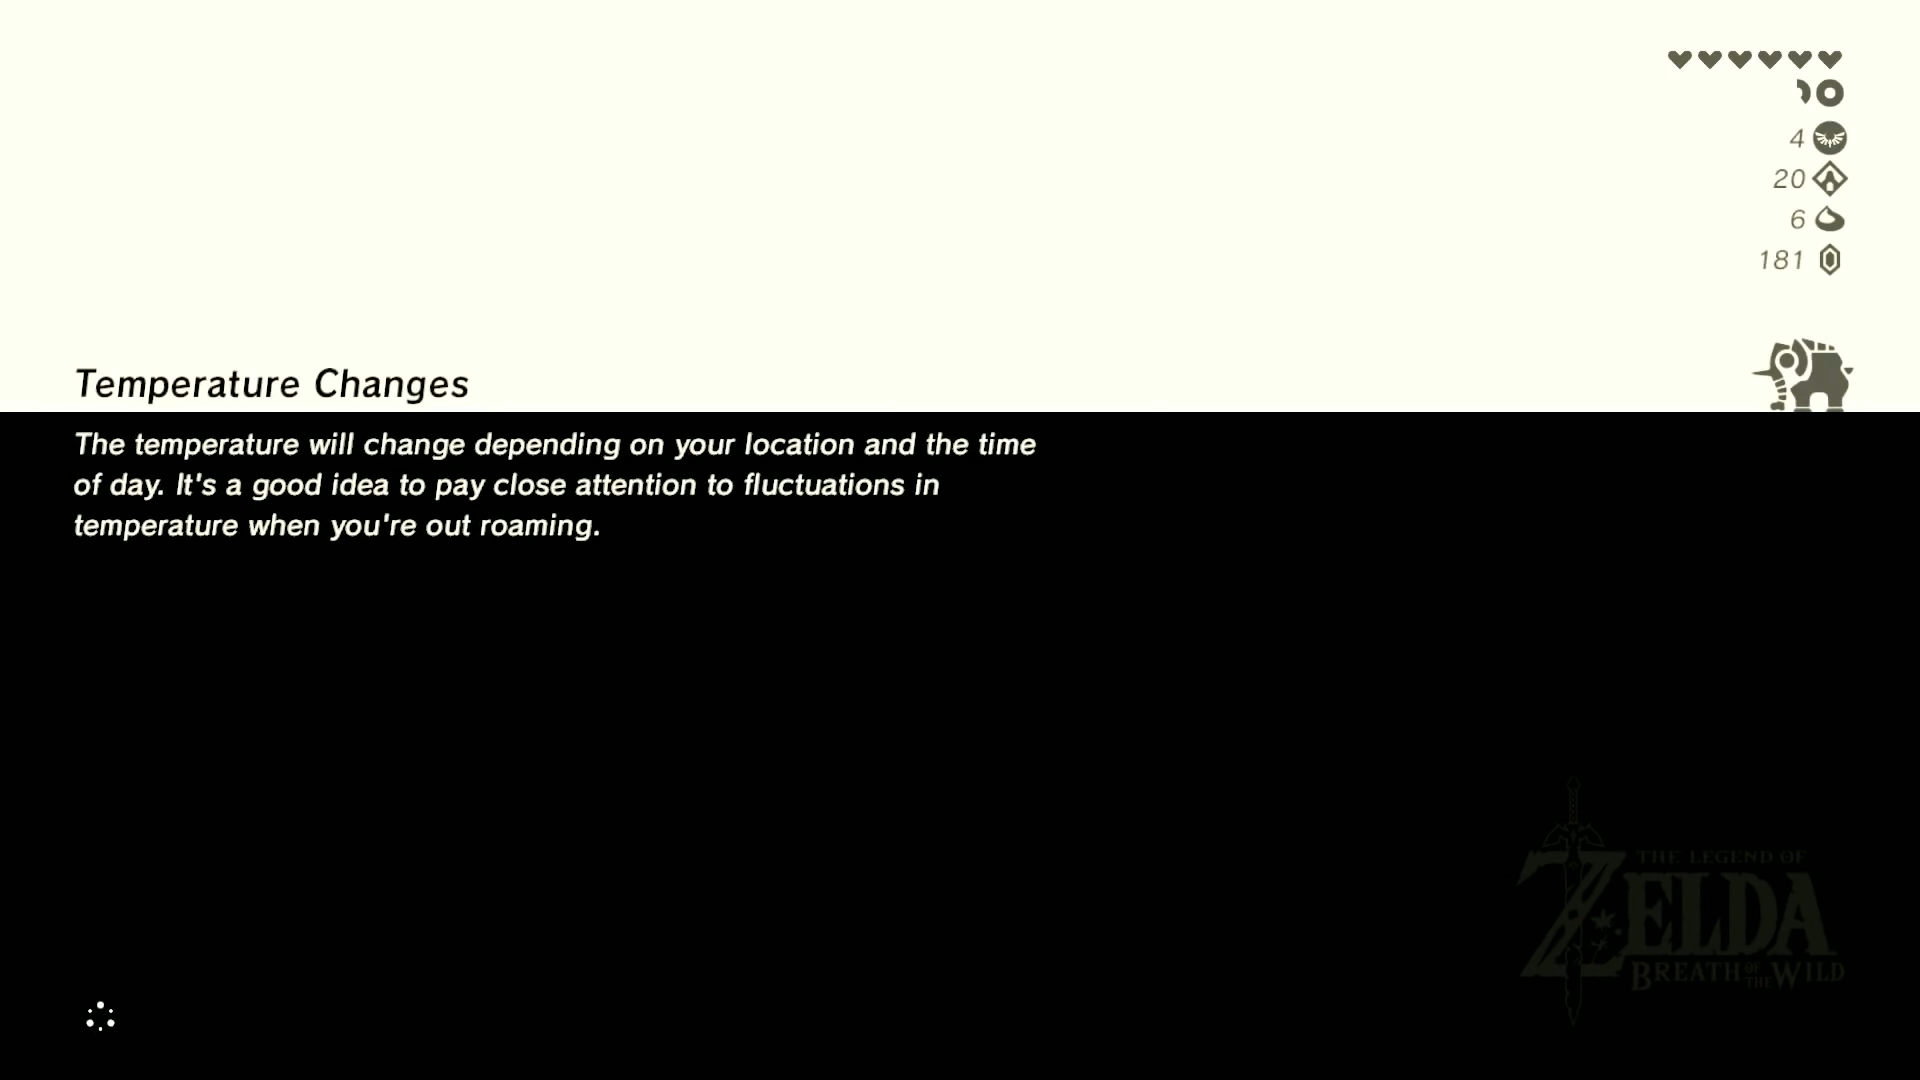 4
20
6
181
Temperature Changes
The temperature will change depending on your location and the time
of day. It's a good idea to pay close attention to fluctuations in
temperature when you're out roaming.
THE LEGEND OF
ZELDA
BREATH OF THE WILD